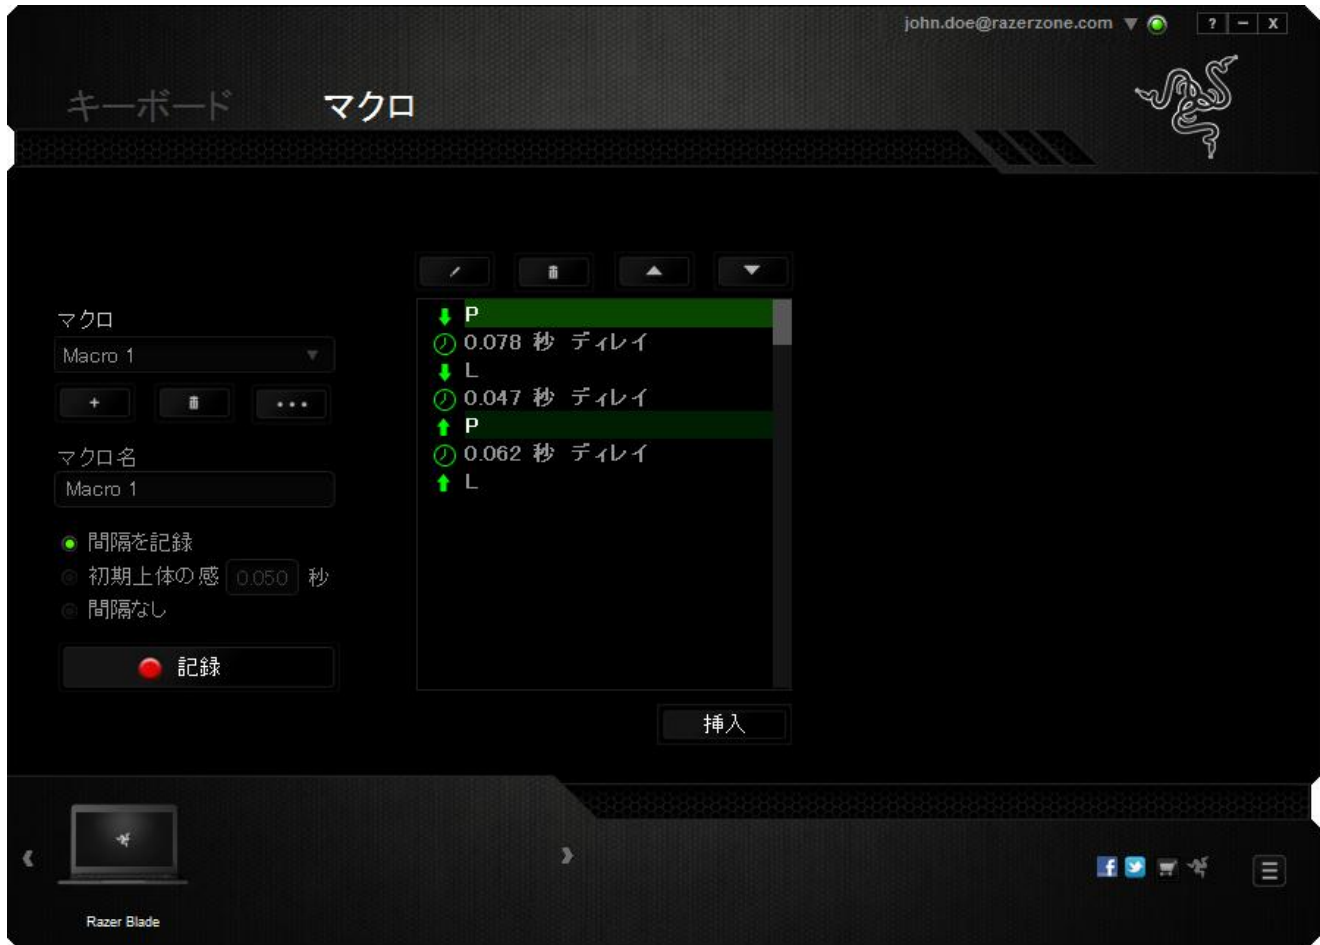 john.doe@razerzone.com
? − X
キーボード マクロ
マクロ
Macro 1
マクロ名
Macro 1
間隔を記録
初期上体の感 0.050 秒
間隔なし
記録
P
0.078 秒 ディレイ
L
0.047 秒 ディレイ
P
0.062 秒 ディレイ
L
挿入
Razer Blade